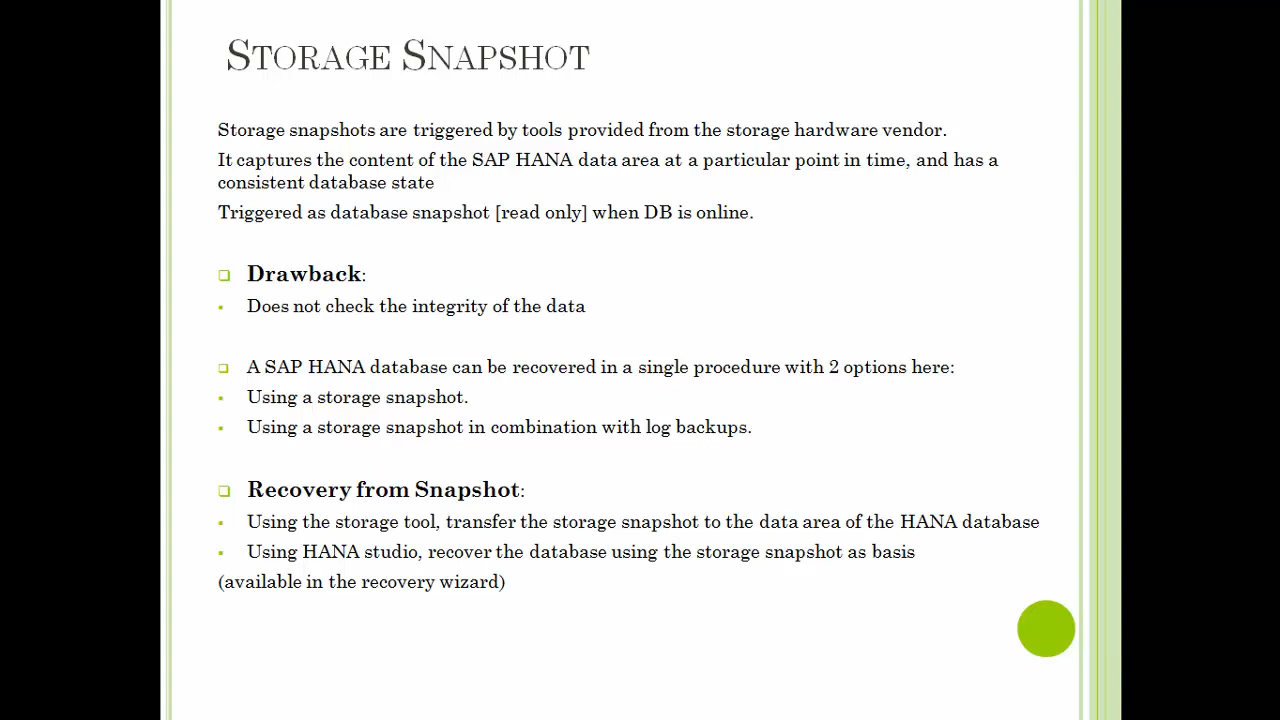 STORAGE SNAPSHOT
Storage snapshots are triggered by tools provided from the storage hardware vendor.
It captures the content of the SAP HANA data area at a particular point in time, and has a
consistent database state
Triggered as database snapshot [read only] when DB is online.
Drawback:
Does not check the integrity of the data
A SAP HANA database can be recovered in a single procedure with 2 options here:
Using a storage snapshot.
Using a storage snapshot in combination with log backups.
Recovery from Snapshot:
Using the storage tool, transfer the storage snapshot to the data area of the HANA database
Using HANA studio, recover the database using the storage snapshot as basis
(available in the recovery wizard)